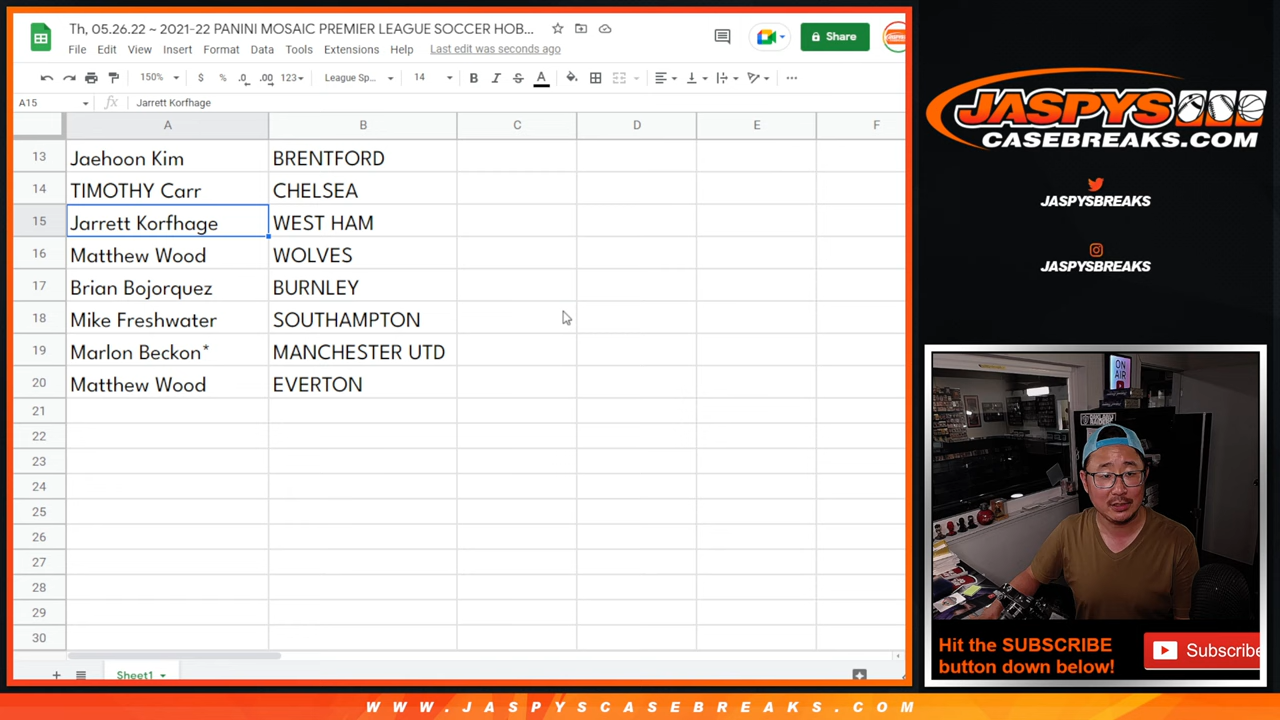 Th, 05.26.22 ~ 2021-22 PANINI MOSAIC PREMIER LEAGUE SOCCER HOB...
File Edit View Insert Format Data Tools Extensions Help Last edit was seconds ago
Share
150% $ % .0 .00 123 League Sp... 14 B I S A
A15 fx Jarrett Korfhage
A B C D E F
13 Jaehoon Kim BRENTFORD
14 TIMOTHY Carr CHELSEA
15 Jarrett Korfhage WEST HAM
16 Matthew Wood WOLVES
17 Brian Bojorquez BURNLEY
18 Mike Freshwater SOUTHAMPTON
19 Marlon Beckon* MANCHESTER UTD
20 Matthew Wood EVERTON
21
22
23
24
25
26
27
28
29
30
Sheet1
JASPYS
CASEBREAKS.COM
JASPYSBREAKS
JASPYSBREAKS
ON
AIR
Hit the SUBSCRIBE
button down below!
Subscribe
WWW.JASPYSCASEBREAKS.COM